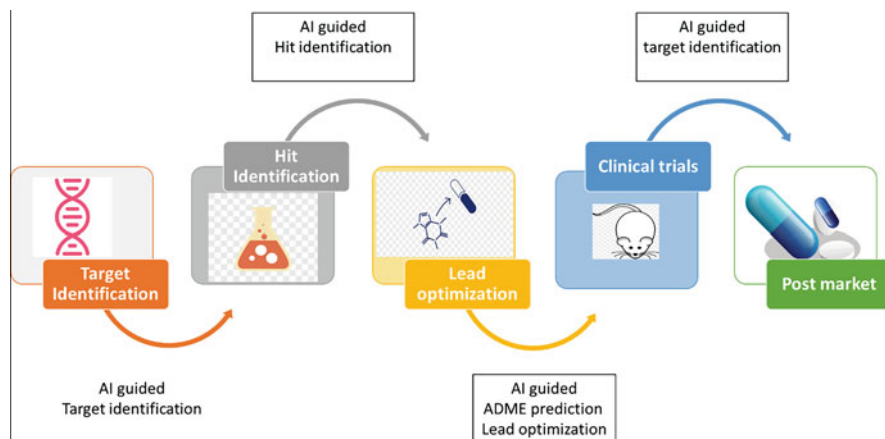 AI guided
Hit identification
AI guided
target identification
Hit
Identification
Clinical trials
Target
Identification
Lead
optimization
Post market
AI guided
Target identification
AI guided
ADME prediction
Lead optimization